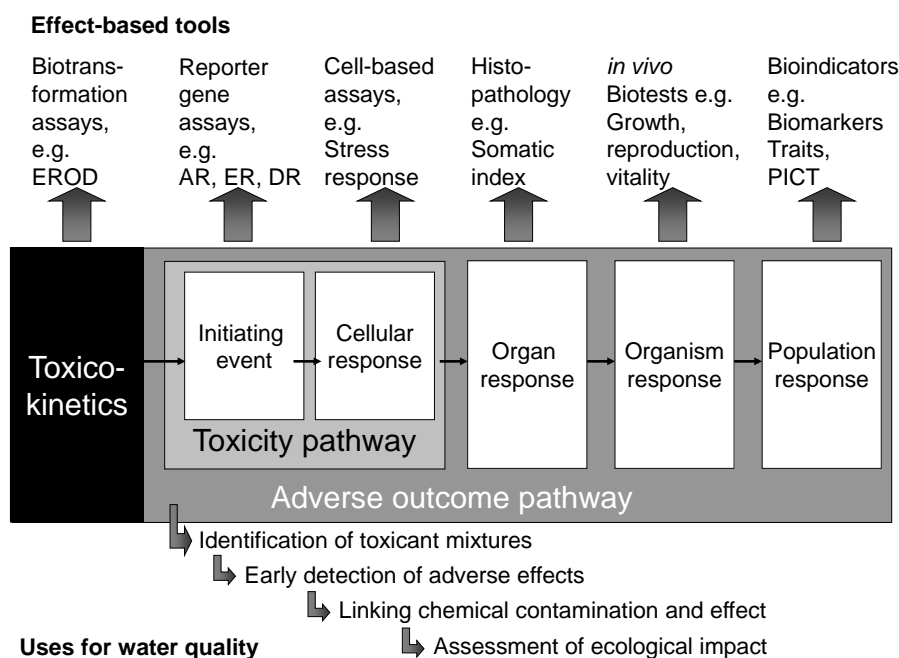 Effect-based tools
Biotrans-
formation
assays,
e.g.
EROD
Reporter
gene
assays,
e.g.
AR, ER, DR
Cell-based
assays,
e.g.
Stress
response
Histo-
pathology
e.g.
Somatic
index
in vivo
Biotests e.g.
Growth,
reproduction,
vitality
Bioindicators
e.g.
Biomarkers
Traits,
PICT
Toxico-
kinetics
Initiating
event
Cellular
response
Toxicity pathway
Organ
response
Organism
response
Population
response
Adverse outcome pathway
Identification of toxicant mixtures
Early detection of adverse effects
Linking chemical contamination and effect
Assessment of ecological impact
Uses for water quality